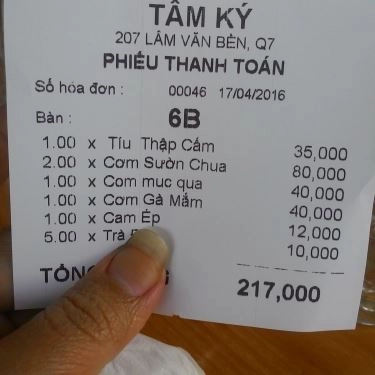 TÂM KÝ
207 LÂM VĂN BỀN, Q7
PHIẾU THANH TOÁN
Số hóa đơn : 00046 17/04/2016
Bàn : 6B
1.00 x Tíu Thập Cẩm 35,000
2.00 x Cơm Sườn Chua 80,000
1.00 x Com muc qua 40,000
1.00 x Cơm Gà Mắm 40,000
1.00 x Cam Ép 12,000
5.00 x Trà 10,000
217,000